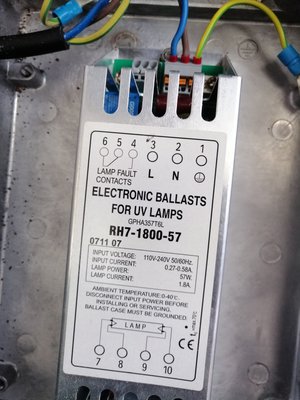 6 5 4 3 2 1
LAMP FAULT CONTACTS L N
ELECTRONIC BALLASTS
FOR UV LAMPS
GPHA357T6L
RH7-1800-57
0711 07
INPUT VOLTAGE: 110V-240V 50/60Hz.
INPUT CURRENT: 0.27-0.58A.
LAMP POWER: 57W.
LAMP CURRENT: 1.8A.
AMBIENT TEMPERATURE:0-40℃.
DISCONNECT INPUT POWER BEFORE
INSTALLING OR SERVICING.
BALLAST CASE MUST BE GROUNDED.
LAMP
CE
7 8 9 10